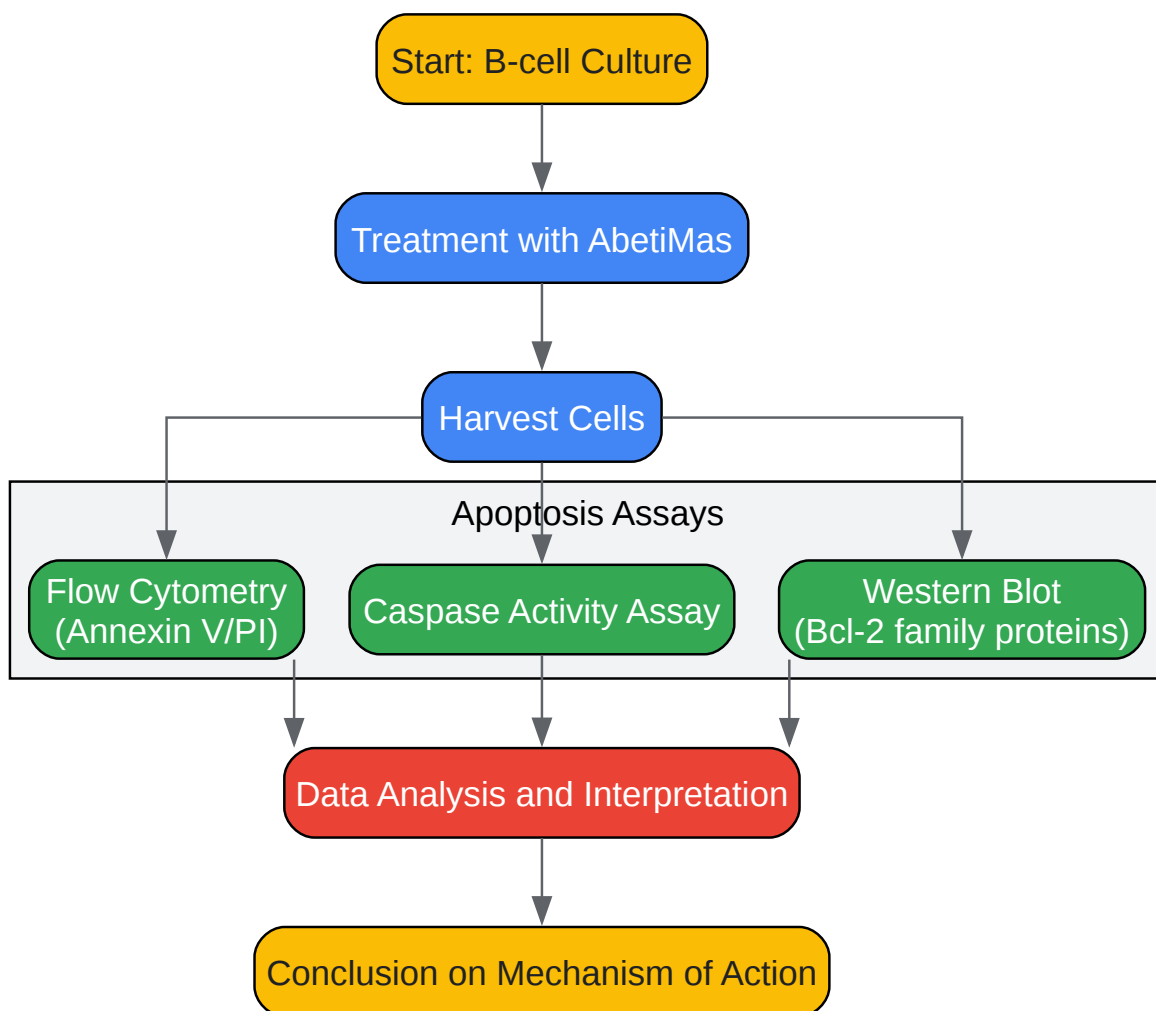 Start: B-cell Culture
Treatment with AbetiMas
Harvest Cells
Apoptosis Assays
Flow Cytometry
(Annexin V/PI)
Caspase Activity Assay
Western Blot
(Bcl-2 family proteins)
Data Analysis and Interpretation
Conclusion on Mechanism of Action